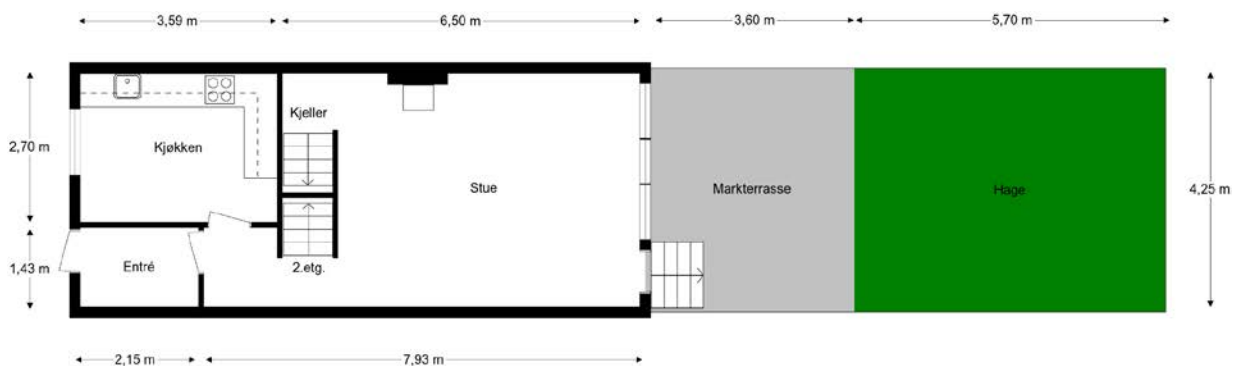 3,59 m
6,50 m
3,60 m
5,70 m
Kjeller
2,70 m
Kjøkken
Stue
Markterrasse
Hage
4,25 m
1,43 m
Entré
2.etg.
2,15 m
7,93 m